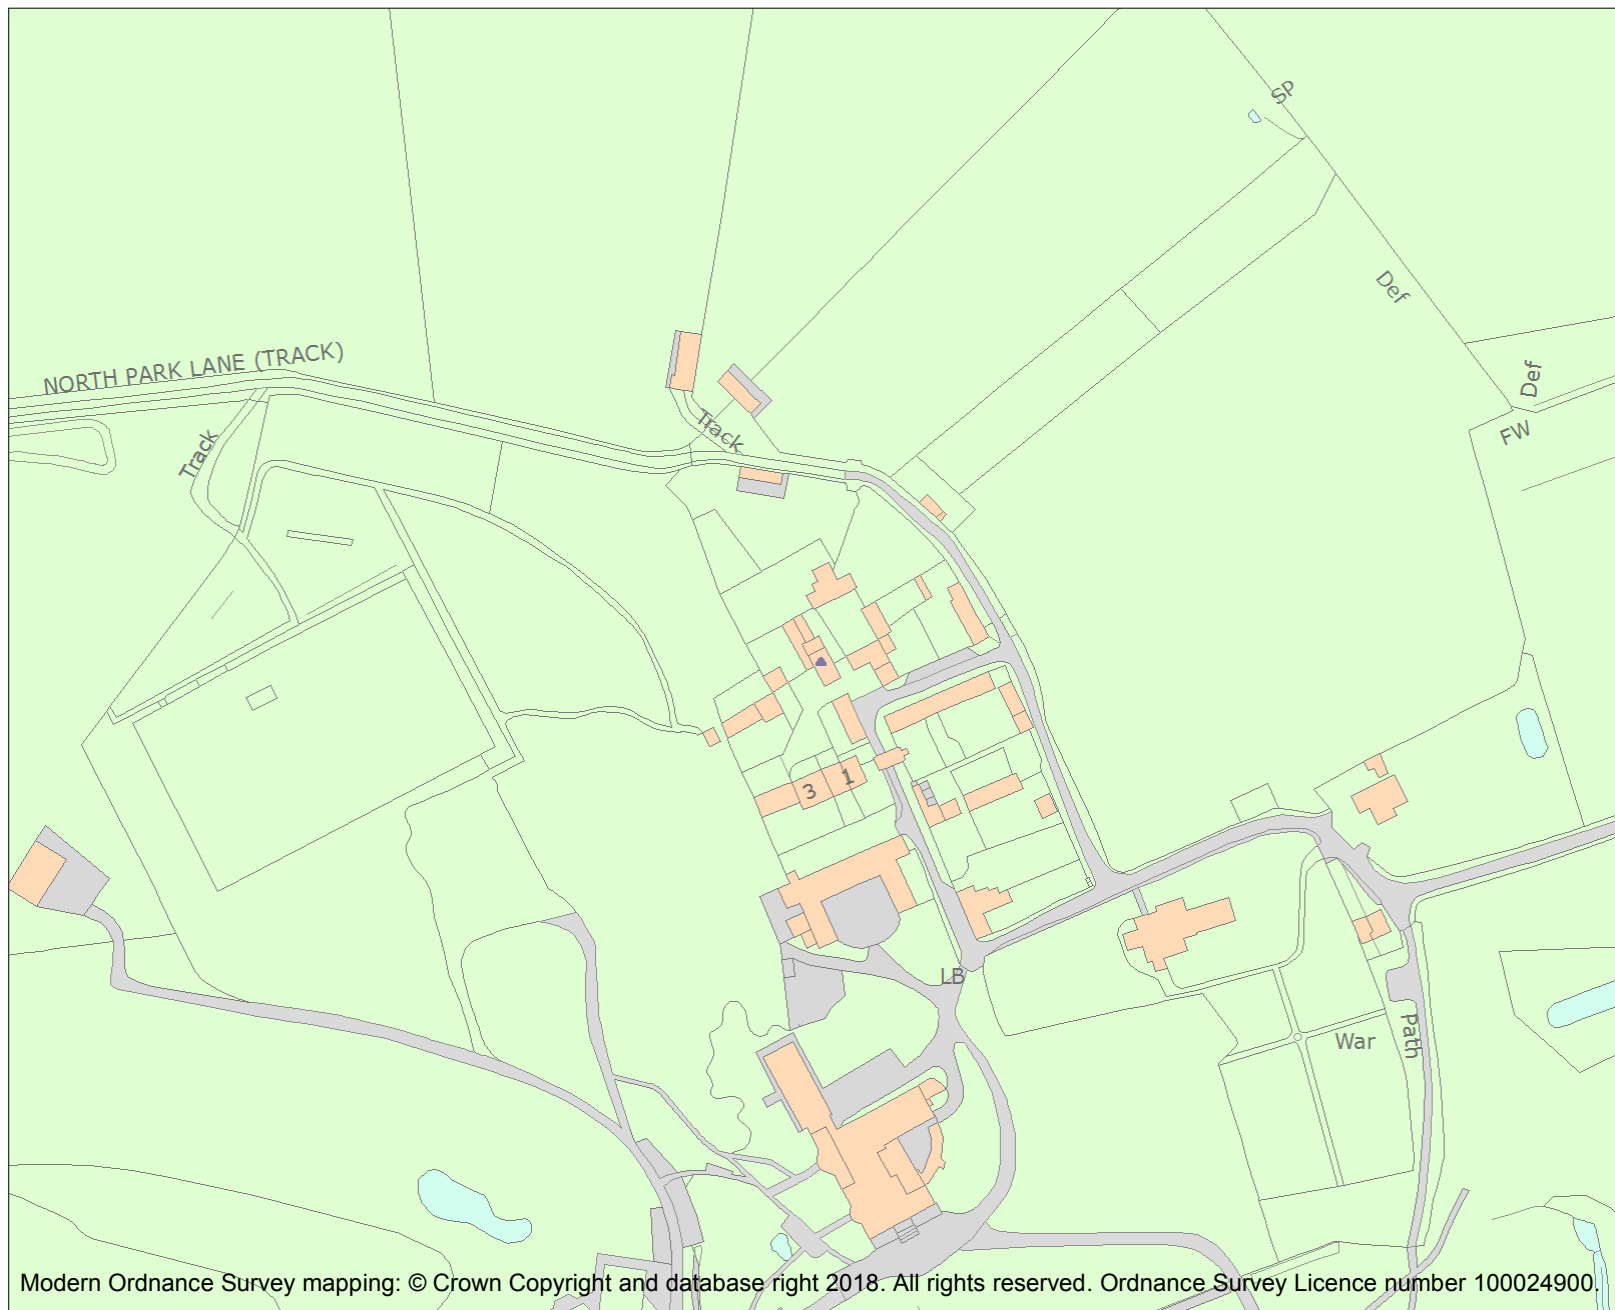 SP
Def
NORTH PARK LANE (TRACK)
Def
Track
FW
Track
1
3
LB
Path
War
Modern Ordnance Survey mapping: © Crown Copyright and database right 2018. All rights reserved. Ordnance Survey Licence number 100024900.